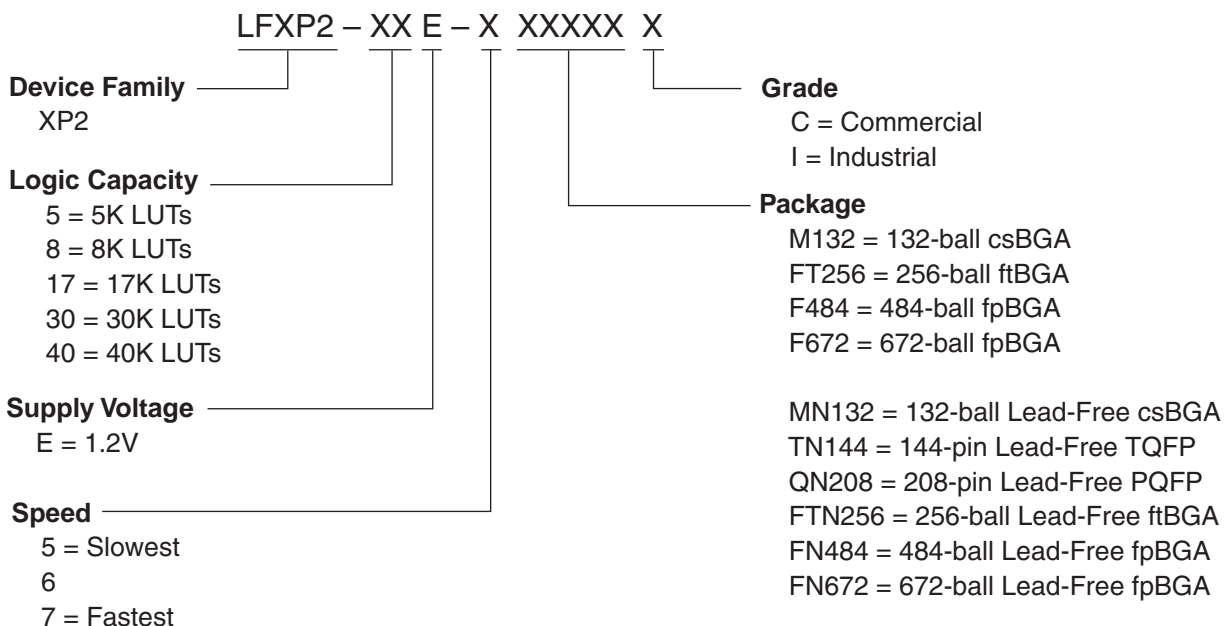 LFXP2 – XX E – X XXXXX X
Device Family
XP2
Logic Capacity
5 = 5K LUTs
8 = 8K LUTs
17 = 17K LUTs
30 = 30K LUTs
40 = 40K LUTs
Supply Voltage
E = 1.2V
Speed
5 = Slowest
6
7 = Fastest
Grade
C = Commercial
I = Industrial
Package
M132 = 132-ball csBGA
FT256 = 256-ball ftBGA
F484 = 484-ball fpBGA
F672 = 672-ball fpBGA
MN132 = 132-ball Lead-Free csBGA
TN144 = 144-pin Lead-Free TQFP
QN208 = 208-pin Lead-Free PQFP
FTN256 = 256-ball Lead-Free ftBGA
FN484 = 484-ball Lead-Free fpBGA
FN672 = 672-ball Lead-Free fpBGA